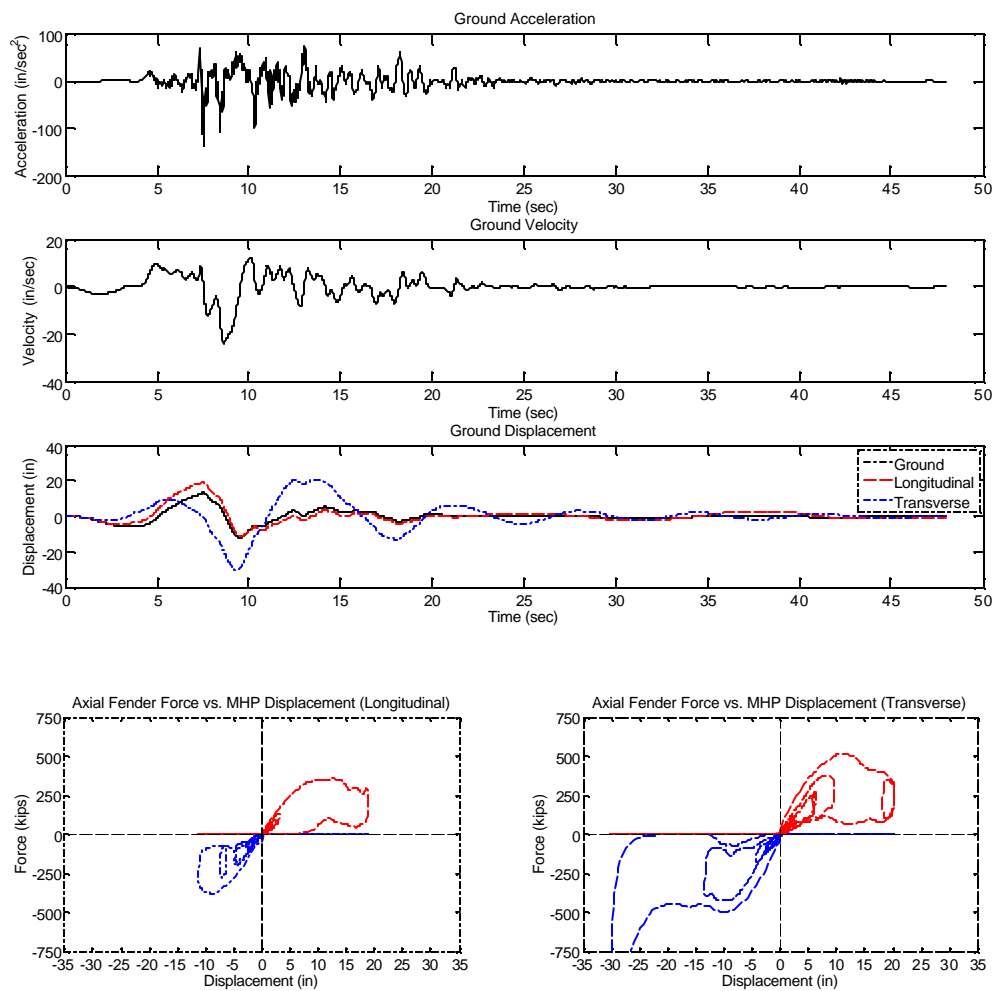 Ground Acceleration
Acceleration (in/sec²)
100
0
-100
-200
0 5 10 15 20 25 30 35 40 45 50
Time (sec)
Ground Velocity
Velocity (in/sec)
20
0
-20
-40
0 5 10 15 20 25 30 35 40 45 50
Time (sec)
Ground Displacement
Displacement (in)
40
20
0
-20
-40
Ground
Longitudinal
Transverse
0 5 10 15 20 25 30 35 40 45 50
Time (sec)
Axial Fender Force vs. MHP Displacement (Longitudinal)
Force (kips)
750
500
250
0
-250
-500
-750
-35 -30 -25 -20 -15 -10 -5 0 5 10 15 20 25 30 35
Displacement (in)
Axial Fender Force vs. MHP Displacement (Transverse)
Force (kips)
750
500
250
0
-250
-500
-750
-35 -30 -25 -20 -15 -10 -5 0 5 10 15 20 25 30 35
Displacement (in)